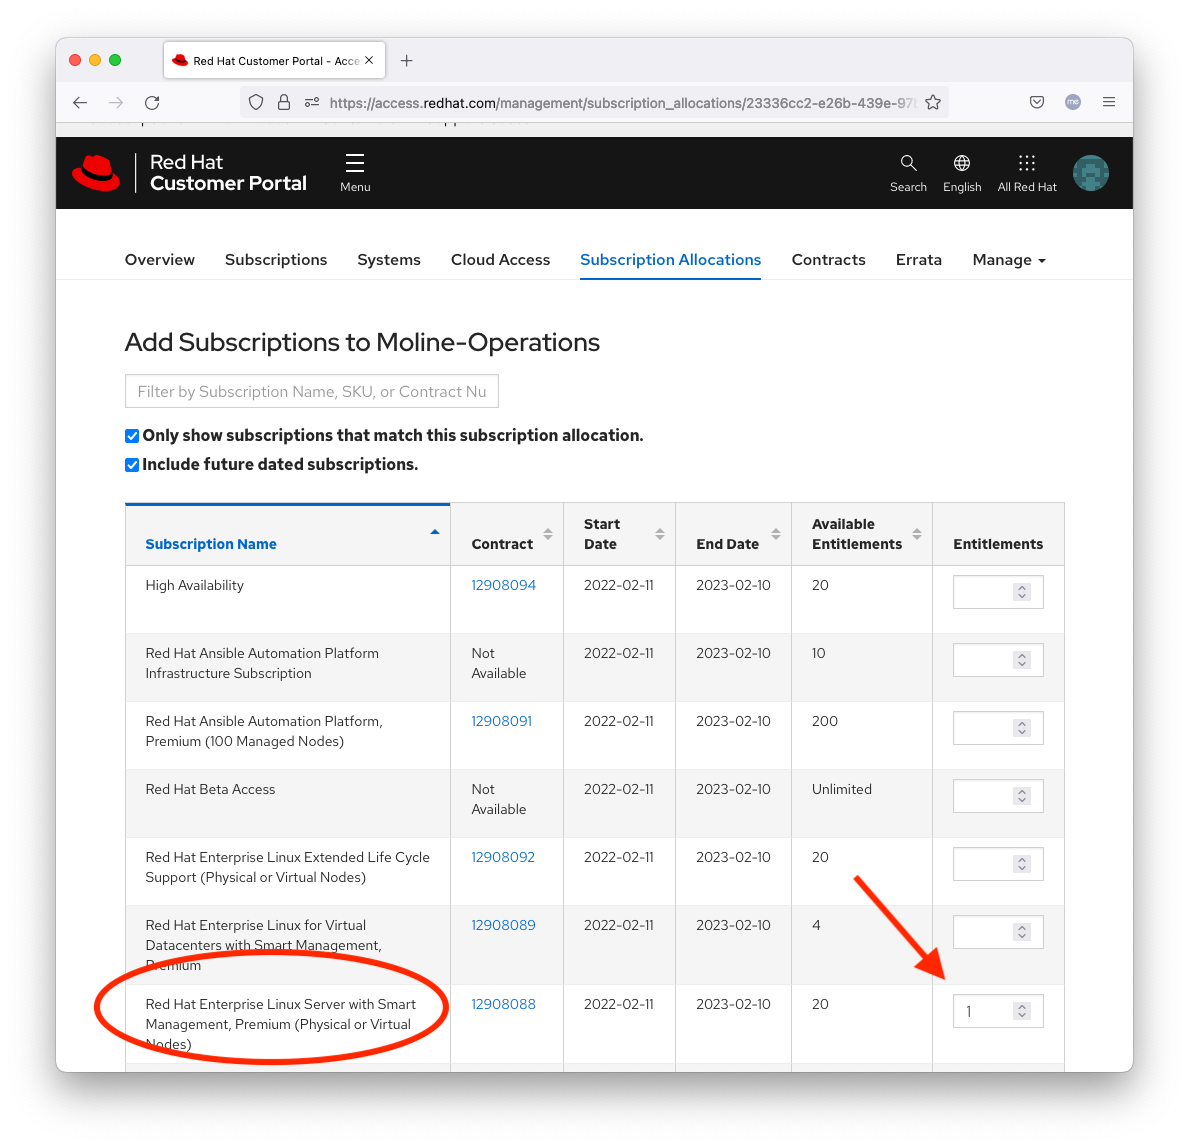 Red Hat Customer Portal - Acce
https://access.redhat.com/management/subscription_allocations/23336cc2-e26b-439e-97
me
Red Hat
Customer Portal
Menu
Search
English
All Red Hat
Overview
Subscriptions
Systems
Cloud Access
Subscription Allocations
Contracts
Errata
Manage
Add Subscriptions to Moline-Operations
Filter by Subscription Name, SKU, or Contract Nu
Only show subscriptions that match this subscription allocation.
Include future dated subscriptions.
Subscription Name
Contract
Start
Date
End Date
Available
Entitlements
Entitlements
High Availability
12908094
2022-02-11
2023-02-10
20
Red Hat Ansible Automation Platform
Infrastructure Subscription
Not
Available
2022-02-11
2023-02-10
10
Red Hat Ansible Automation Platform,
Premium (100 Managed Nodes)
12908091
2022-02-11
2023-02-10
200
Red Hat Beta Access
Not
Available
2022-02-11
2023-02-10
Unlimited
Red Hat Enterprise Linux Extended Life Cycle
Support (Physical or Virtual Nodes)
12908092
2022-02-11
2023-02-10
20
Red Hat Enterprise Linux for Virtual
Datacenters with Smart Management,
Premium
12908089
2022-02-11
2023-02-10
4
Red Hat Enterprise Linux Server with Smart
Management, Premium (Physical or Virtual
Nodes)
12908088
2022-02-11
2023-02-10
20
1